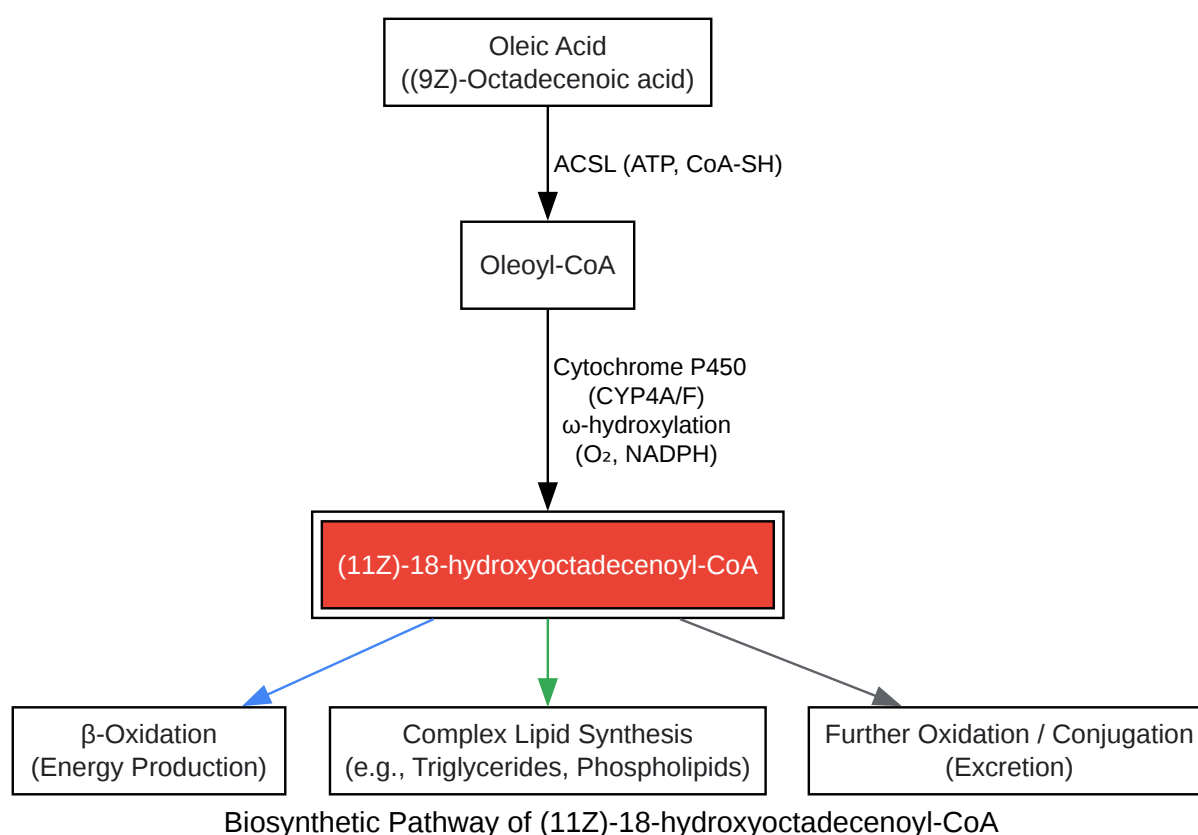 Oleic Acid
((9Z)-Octadecenoic acid)
ACSL (ATP, CoA-SH)
Oleoyl-CoA
Cytochrome P450
(CYP4A/F)
ω-hydroxylation
(O₂, NADPH)
(11Z)-18-hydroxyoctadecenoyl-CoA
β-Oxidation
(Energy Production)
Complex Lipid Synthesis
(e.g., Triglycerides, Phospholipids)
Further Oxidation / Conjugation
(Excretion)
Biosynthetic Pathway of (11Z)-18-hydroxyoctadecenoyl-CoA